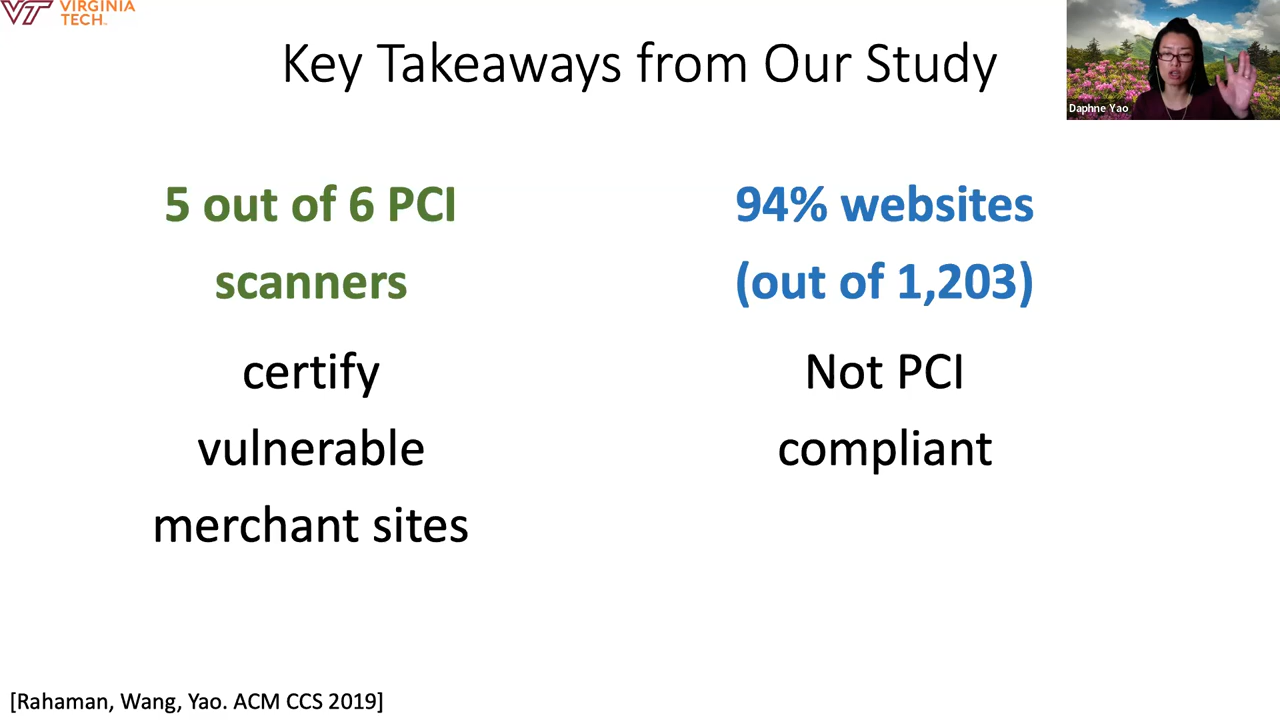 VIRGINIA
TECH
Key Takeaways from Our Study
Daphne Yao
5 out of 6 PCI
scanners
certify
vulnerable
merchant sites
94% websites
(out of 1,203)
Not PCI
compliant
[Rahaman, Wang, Yao. ACM CCS 2019]